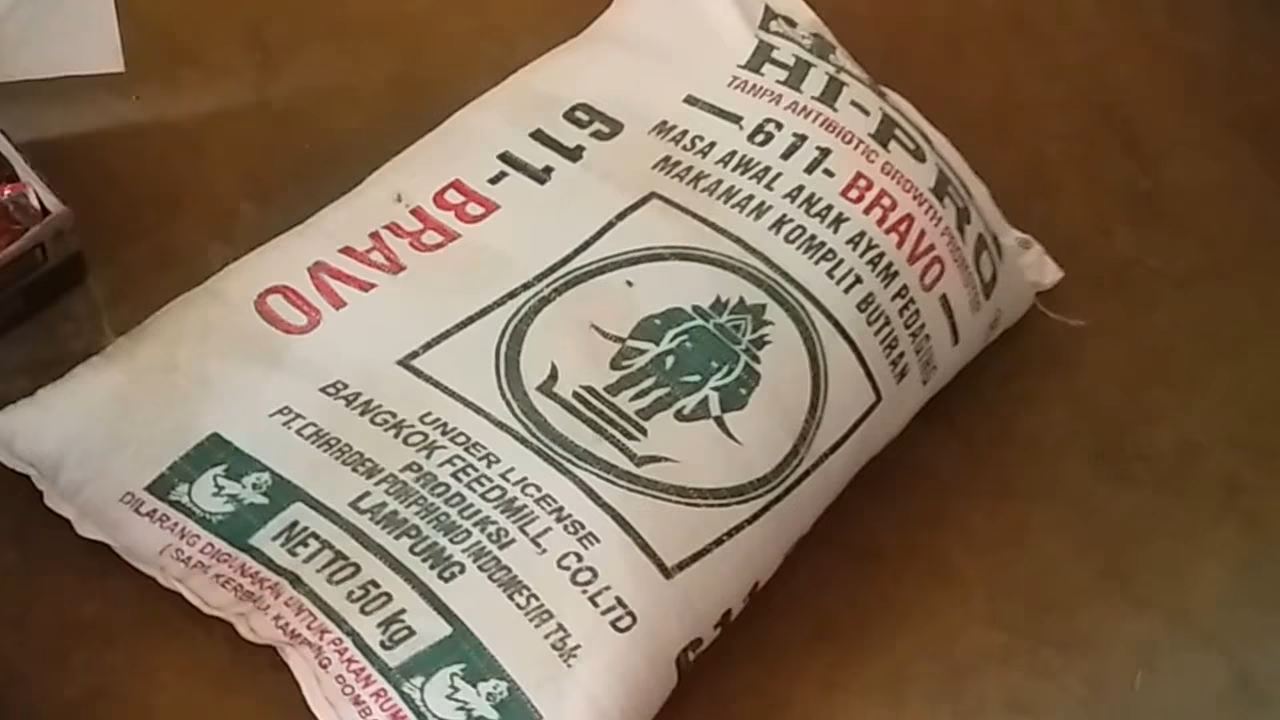 HI-PRO
TANPA ANTIBIOTIC GROWTH PROMOTER
611-BRAVO
MASA AWAL ANAK AYAM PEDAGING
MAKANAN KOMPLIT BUTIRAN
611-BRAVO
UNDER LICENSE
BANGKOK FEEDMILL, CO.LTD
PRODUKSI
PT.CHAROEN POKPHAND INDONESIA Tbk.
LAMPUNG
NETTO 50 kg
DILARANG DIGUNAKAN UNTUK PAKAN RUM
( SAPI, KERBAU, KAMBING, DOMBA